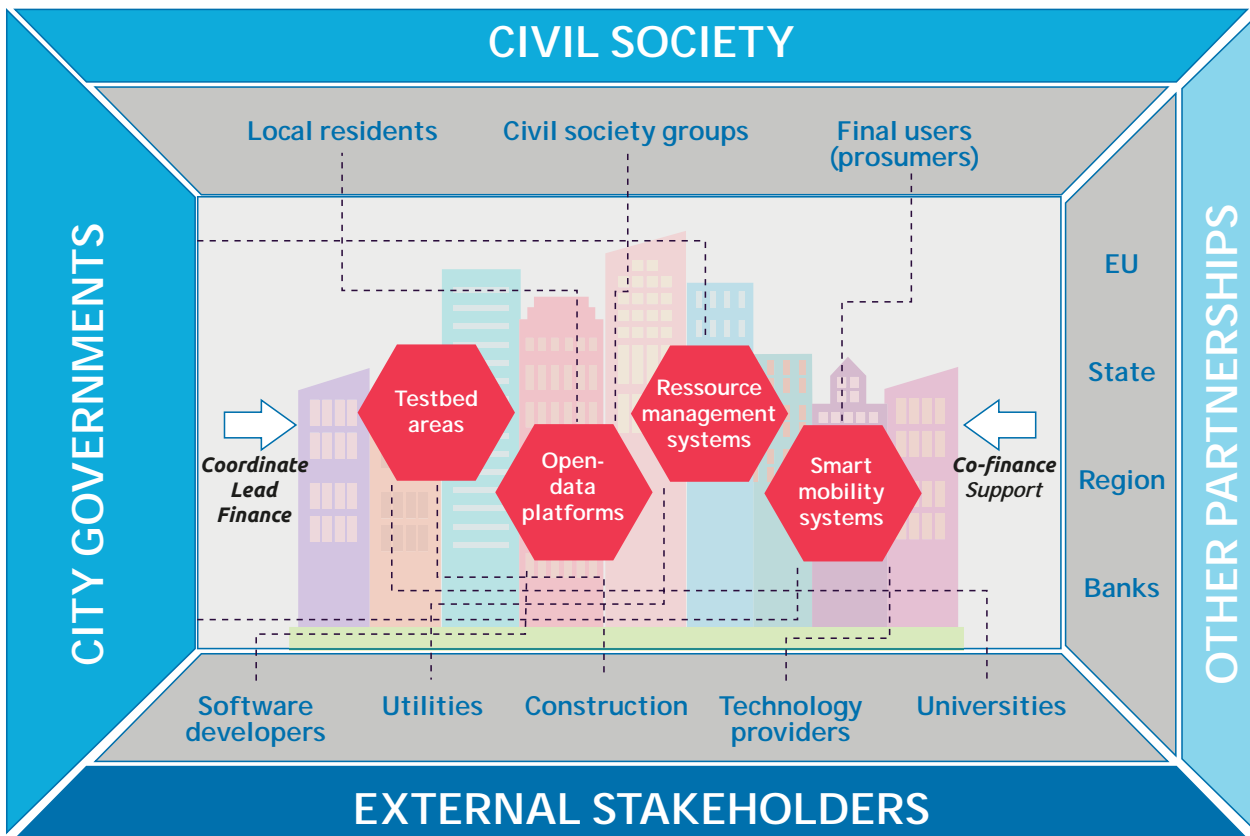 CIVIL SOCIETY
Local residents
Civil society groups
Final users
(prosumers)
CITY GOVERNMENTS
OTHER PARTNERSHIPS
EU
State
Region
Banks
Testbed
areas
Open-
data
platforms
Ressource
management
systems
Smart
mobility
systems
Coordinate
Lead
Finance
Co-finance
Support
Software
developers
Utilities
Construction
Technology
providers
Universities
EXTERNAL STAKEHOLDERS